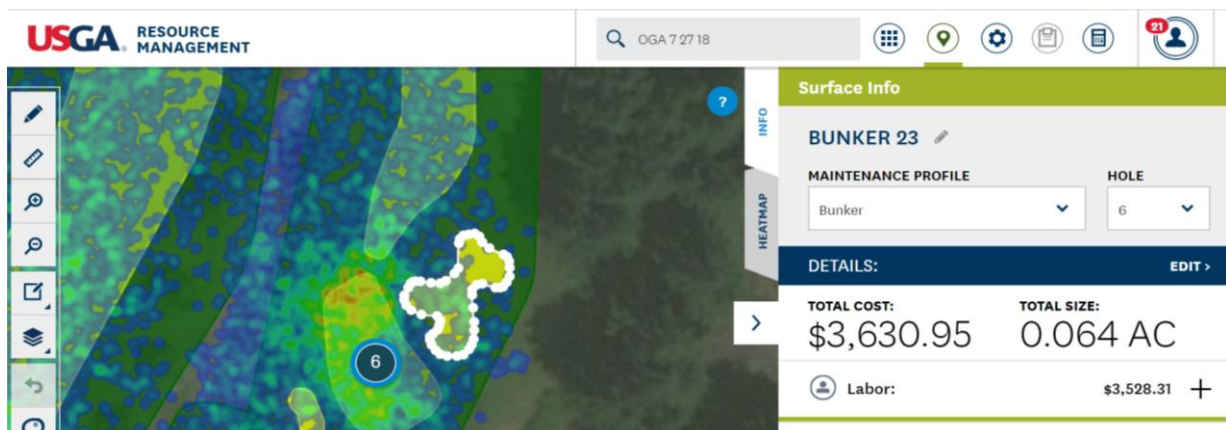 USGA. RESOURCE
MANAGEMENT
OGA 7 27 18
21
?
INFO
HEATMAP
6
Surface Info
BUNKER 23
MAINTENANCE PROFILE HOLE
Bunker 6
DETAILS: EDIT >
TOTAL COST: TOTAL SIZE:
$3,630.95 0.064 AC
Labor: $3,528.31 +